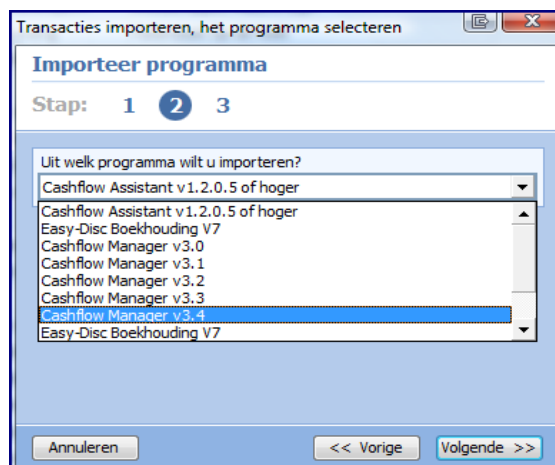 Transacties importeren, het programma selecteren
Importeer programma
Stap: 1 2 3
Uit welk programma wilt u importeren?
Cashflow Assistant v1.2.0.5 of hoger
Cashflow Assistant v1.2.0.5 of hoger
Easy-Disc Boekhouding V7
Cashflow Manager v3.0
Cashflow Manager v3.1
Cashflow Manager v3.2
Cashflow Manager v3.3
Cashflow Manager v3.4
Easy-Disc Boekhouding V7
Annuleren << Vorige Volgende >>